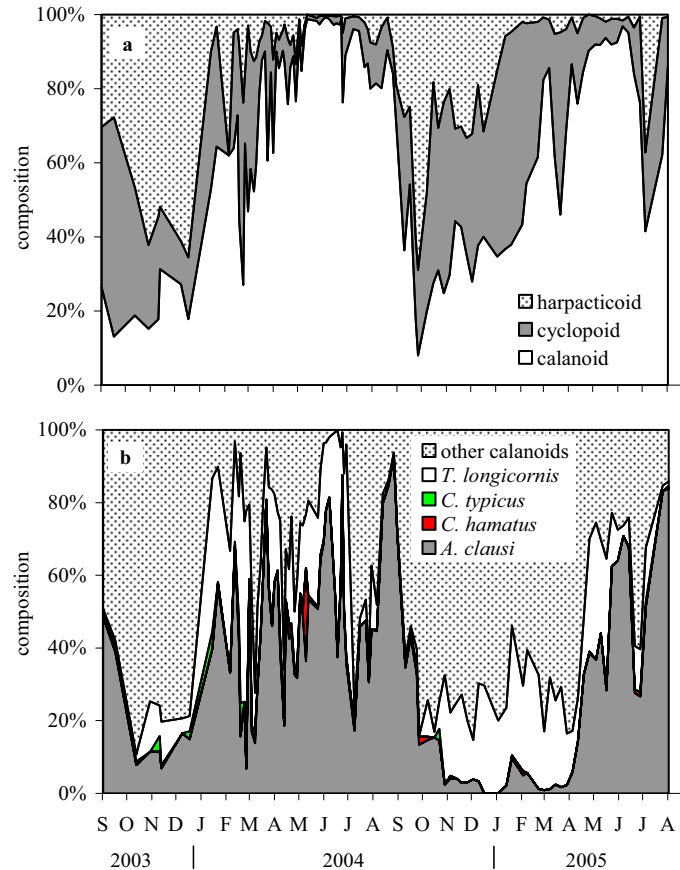 100%
80%
60%
40%
20%
0%
composition
a
harpacticoid
cyclopoid
calanoid
100%
80%
60%
40%
20%
0%
composition
b
other calanoids
T. longicornis
C. typicus
C. hamatus
A. clausi
S O N D J F M A M J J A S O N D J F M A M J J A
2003 2004 2005